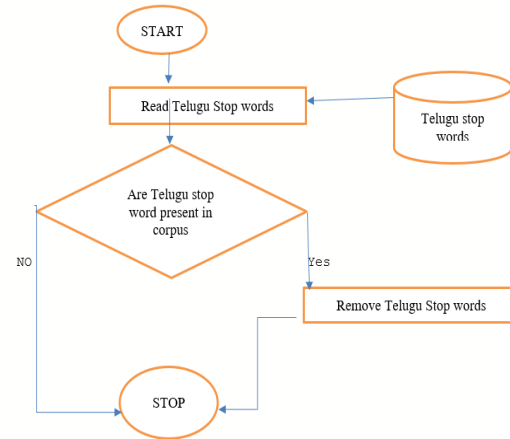 START
Read Telugu Stop words
Telugu stop
words
Are Telugu stop
word present in
corpus
NO
Yes
Remove Telugu Stop words
STOP